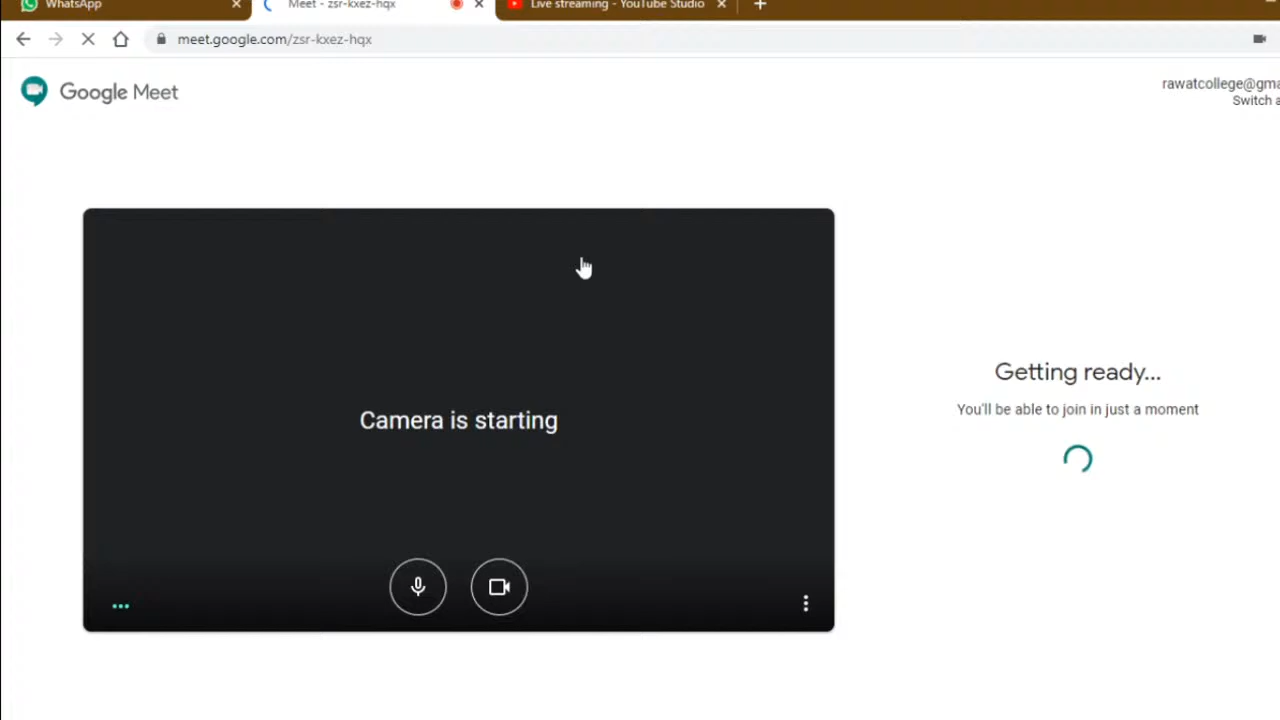 WhatsApp
Meet - zsr-kxez-hqx
Live streaming - YouTube Studio
meet.google.com/zsr-kxez-hqx
Google Meet
rawatcollege@gma
Switch a
Camera is starting
Getting ready...
You'll be able to join in just a moment